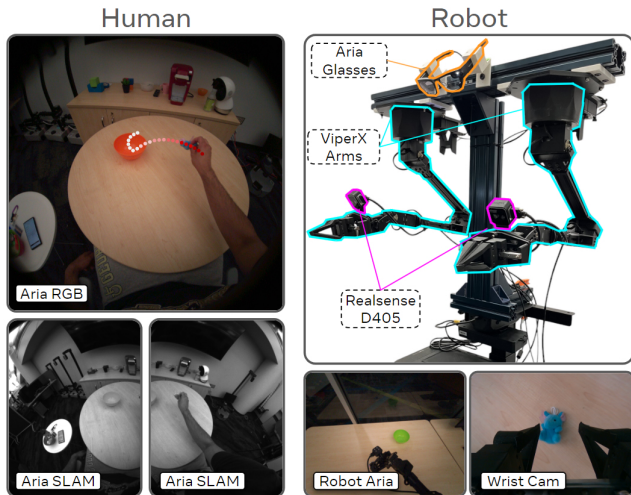 Human
Robot
Aria
Glasses
ViperX
Arms
Realsense
D405
Aria RGB
Aria SLAM
Aria SLAM
Robot Aria
Wrist Cam